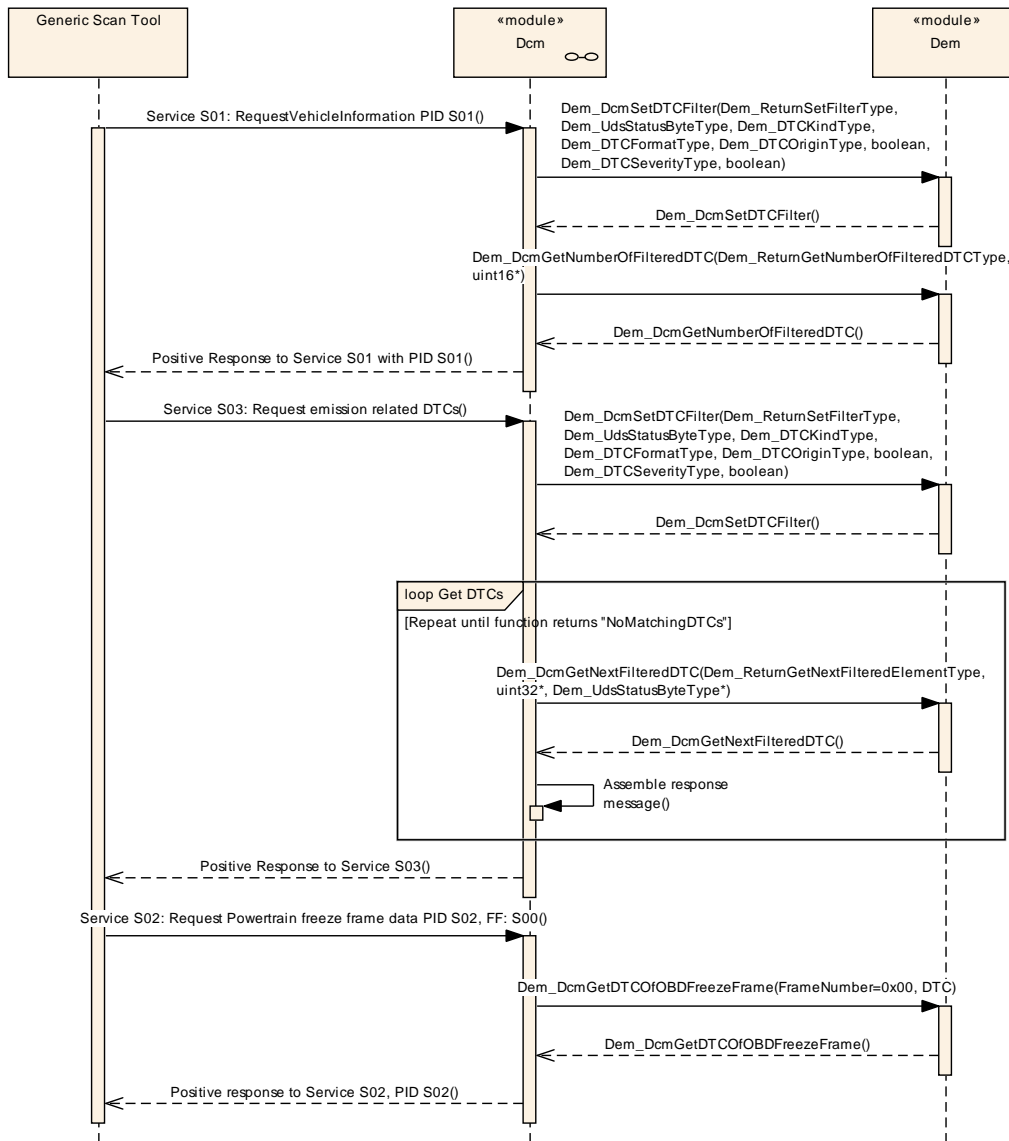 Generic Scan Tool
«module»
Dcm
«module»
Dem
Service S01: RequestVehicleInformation PID S01()
Dem_DcmSetDTCFilter(Dem_ReturnSetFilterType,
Dem_UdsStatusByteType, Dem_DTCKindType,
Dem_DTCFormatType, Dem_DTCOriginType, boolean,
Dem_DTCSeverityType, boolean)
Dem_DcmSetDTCFilter()
Dem_DcmGetNumberOfFilteredDTC(Dem_ReturnGetNumberOfFilteredDTCType,
uint16*)
Dem_DcmGetNumberOfFilteredDTC()
Positive Response to Service S01 with PID S01()
Service S03: Request emission related DTCs()
Dem_DcmSetDTCFilter(Dem_ReturnSetFilterType,
Dem_UdsStatusByteType, Dem_DTCKindType,
Dem_DTCFormatType, Dem_DTCOriginType, boolean,
Dem_DTCSeverityType, boolean)
Dem_DcmSetDTCFilter()
loop Get DTCs
[Repeat until function returns "NoMatchingDTCs"]
Dem_DcmGetNextFilteredDTC(Dem_ReturnGetNextFilteredElementType,
uint32*, Dem_UdsStatusByteType*)
Dem_DcmGetNextFilteredDTC()
Assemble response
message()
Positive Response to Service S03()
Service S02: Request Powertrain freeze frame data PID S02, FF: S00()
Dem_DcmGetDTCOfOBDFreezeFrame(FrameNumber=0x00, DTC)
Dem_DcmGetDTCOfOBDFreezeFrame()
Positive response to Service S02, PID S02()